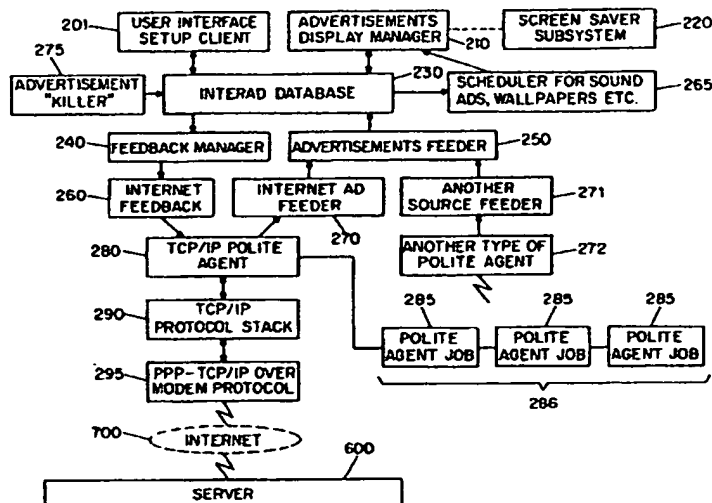 201
USER INTERFACE
SETUP CLIENT
ADVERTISEMENTS
DISPLAY MANAGER
210
SCREEN SAVER
SUBSYSTEM
220
275
230
ADVERTISEMENT
"KILLER"
INTERAD DATABASE
SCHEDULER FOR SOUND
ADS, WALLPAPERS ETC.
265
240
FEEDBACK MANAGER
ADVERTISEMENTS FEEDER
250
260
INTERNET
FEEDBACK
INTERNET AD
FEEDER
270
ANOTHER
SOURCE FEEDER
271
280
TCP/IP POLITE
AGENT
ANOTHER TYPE OF
POLITE AGENT
272
290
TCP/IP
PROTOCOL STACK
285
285
285
POLITE
AGENT JOB
POLITE
AGENT JOB
POLITE
AGENT JOB
286
295
PPP-TCP/IP OVER
MODEM PROTOCOL
700
INTERNET
600
SERVER